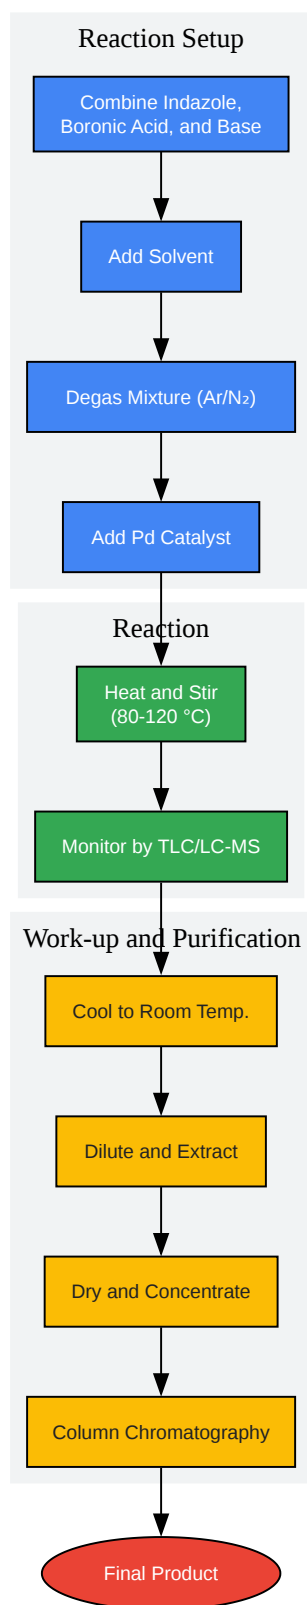 Reaction Setup
Combine Indazole,
Boronic Acid, and Base
Add Solvent
Degas Mixture (Ar/N₂)
Add Pd Catalyst
Reaction
Heat and Stir
(80-120 °C)
Monitor by TLC/LC-MS
Work-up and Purification
Cool to Room Temp.
Dilute and Extract
Dry and Concentrate
Column Chromatography
Final Product